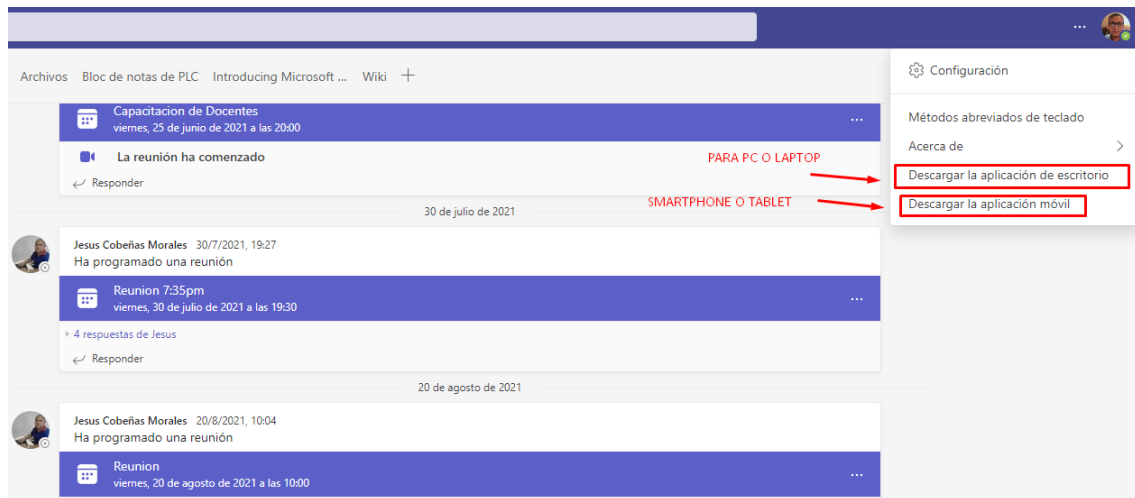 ...
Archivos Bloc de notas de PLC Introducing Microsoft ... Wiki +
Configuración
Métodos abreviados de teclado
Acerca de
Descargar la aplicación de escritorio
Descargar la aplicación móvil
PARA PC O LAPTOP
SMARTPHONE O TABLET
Capacitacion de Docentes
viernes, 25 de junio de 2021 a las 20:00
...
La reunión ha comenzado
Responder
30 de julio de 2021
Jesus Cobeñas Morales 30/7/2021, 19:27
Ha programado una reunión
Reunion 7:35pm
viernes, 30 de julio de 2021 a las 19:30
...
4 respuestas de Jesus
Responder
20 de agosto de 2021
Jesus Cobeñas Morales 20/8/2021, 10:04
Ha programado una reunión
Reunion
viernes, 20 de agosto de 2021 a las 10:00
...